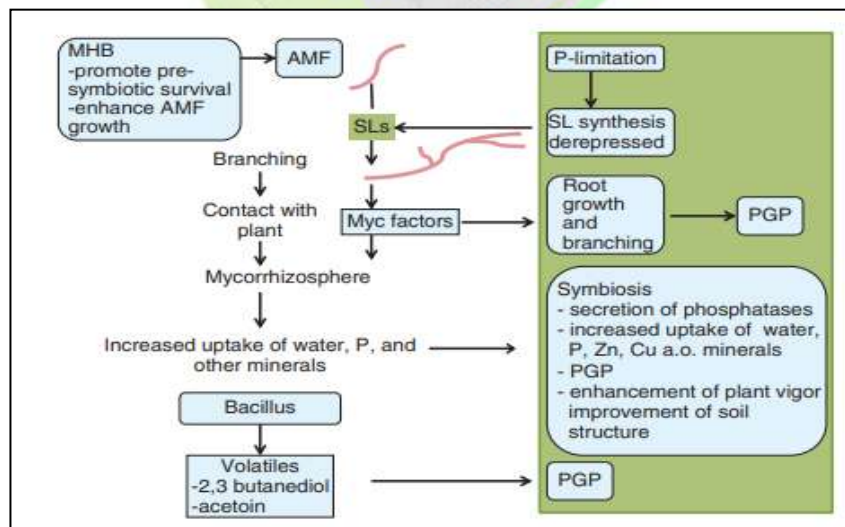 MHB
-promote pre-
symbiotic survival
-enhance AMF
growth
AMF
SLs
P-limitation
SL synthesis
derepressed
Branching
Contact with
plant
Myc factors
Root
growth
and
branching
PGP
Mycorrhizosphere
Increased uptake of water, P, and
other minerals
Symbiosis
- secretion of phosphatases
- increased uptake of water,
P, Zn, Cu a.o. minerals
- PGP
- enhancement of plant vigor
improvement of soil
structure
Bacillus
Volatiles
-2,3 butanediol
-acetoin
PGP